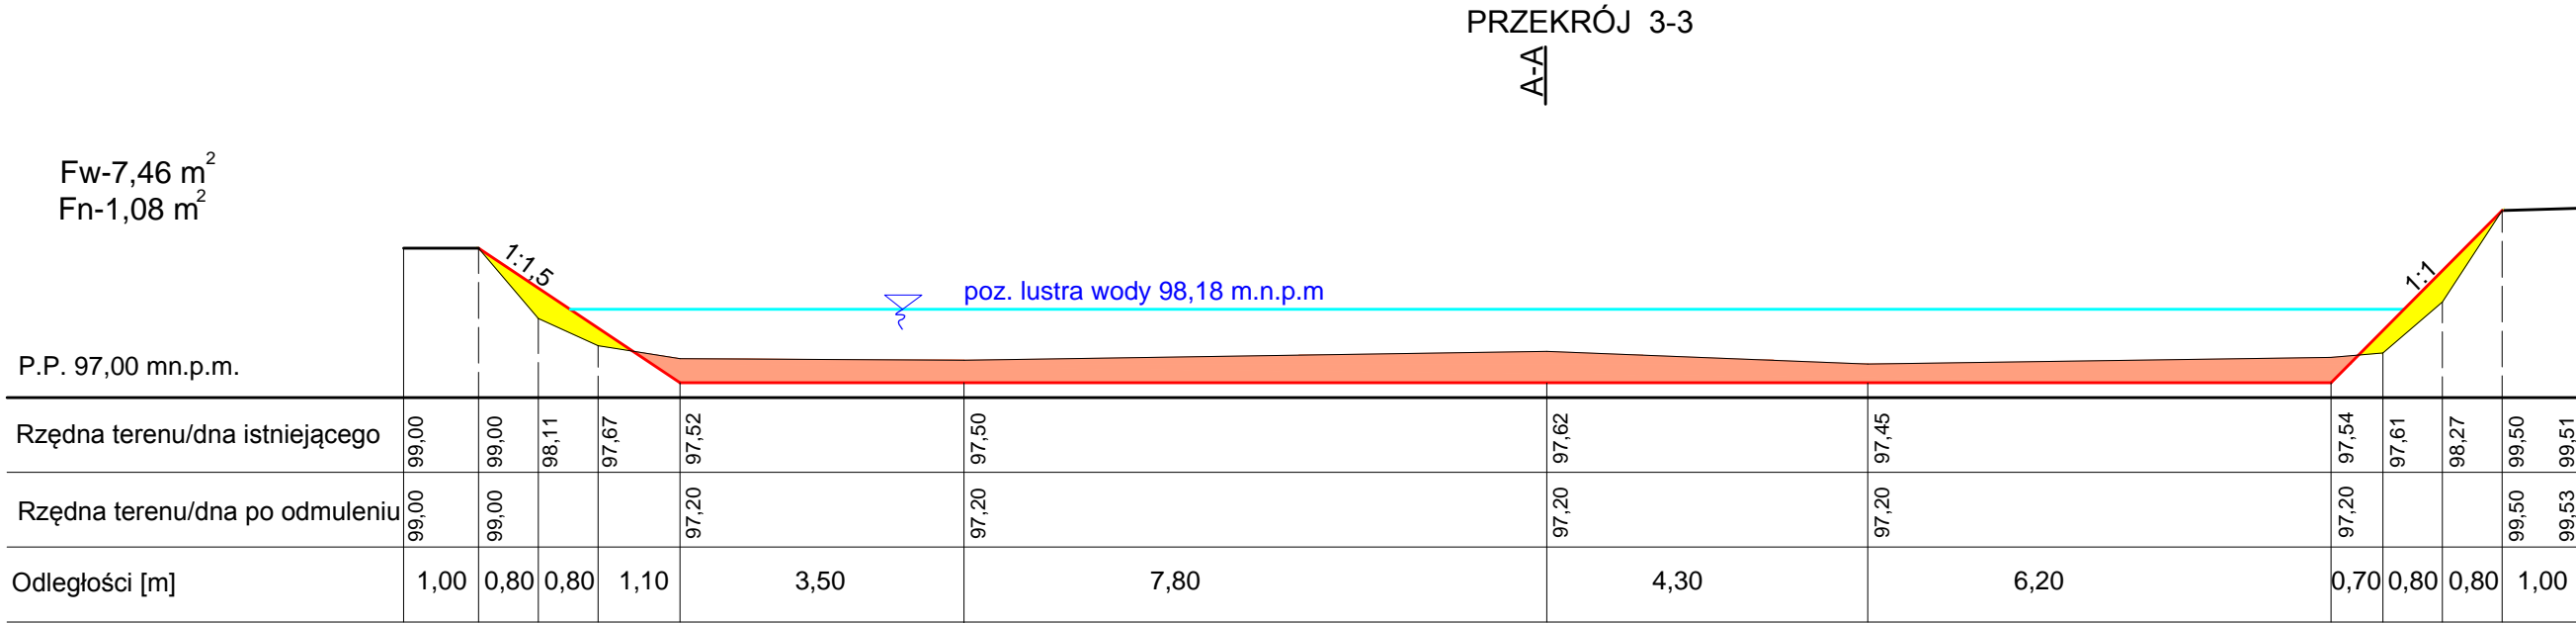 PRZEKRÓJ 3-3
A-A
Fw-7,46 m²
Fn-1,08 m²
1:1,5
poz. lustra wody 98,18 m.n.p.m
1:1
P.P. 97,00 mn.p.m.
Rzędna terenu/dna istniejącego 99,00 99,00 98,11 97,67 97,52 97,50 97,62 97,45 97,54 97,61 98,27 99,50 99,51
Rzędna terenu/dna po odmuleniu 99,00 99,00 97,20 97,20 97,20 97,20 97,20 99,50 99,53
Odległości [m] 1,00 0,80 0,80 1,10 3,50 7,80 4,30 6,20 0,70 0,80 0,80 1,00